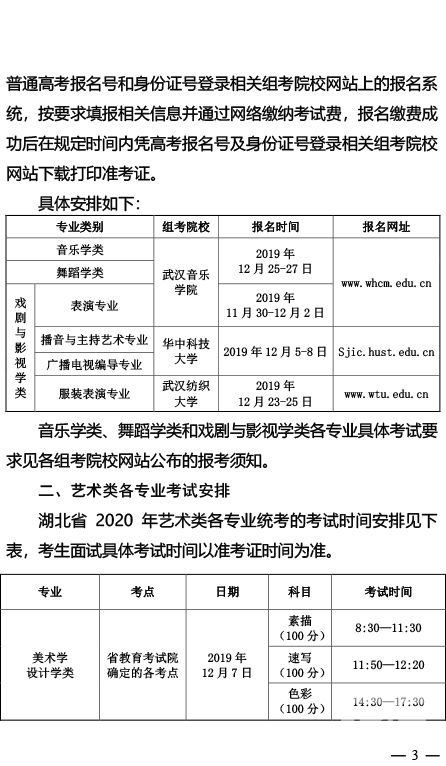 普通高考报名号和身份证号登录相关组考院校网站上的报名系
统，按要求填报相关信息并通过网络缴纳考试费，报名缴费成
功后在规定时间内凭高考报名号及身份证号登录相关组考院校
网站下载打印准考证。
具体安排如下：
专业类别 组考院校 报名时间 报名网址
音乐学类
舞蹈学类
武汉音乐
学院
2019 年
12 月 25-27 日
www.whcm.edu.cn
戏剧与影视学类
表演专业
2019 年
11 月 30-12 月 2 日
播音与主持艺术专业
广播电视编导专业
华中科技
大学
2019 年 12 月 5-8 日
Sjic.hust.edu.cn
服装表演专业
武汉纺织
大学
2019 年
12 月 23-25 日
www.wtu.edu.cn
音乐学类、舞蹈学类和戏剧与影视学类各专业具体考试要
求见各组考院校网站公布的报考须知。
二、艺术类各专业考试安排
湖北省 2020 年艺术类各专业统考的考试时间安排见下
表，考生面试具体考试时间以准考证时间为准。
专业 考点 日期 科目 考试时间
美术学
设计学类
省教育考试院
确定的各考点
2019 年
12 月 7 日
素描
（100 分）
8:30—11:30
速写
（100 分）
11:50—12:20
色彩
（100 分）
14:30—17:30
— 3 —